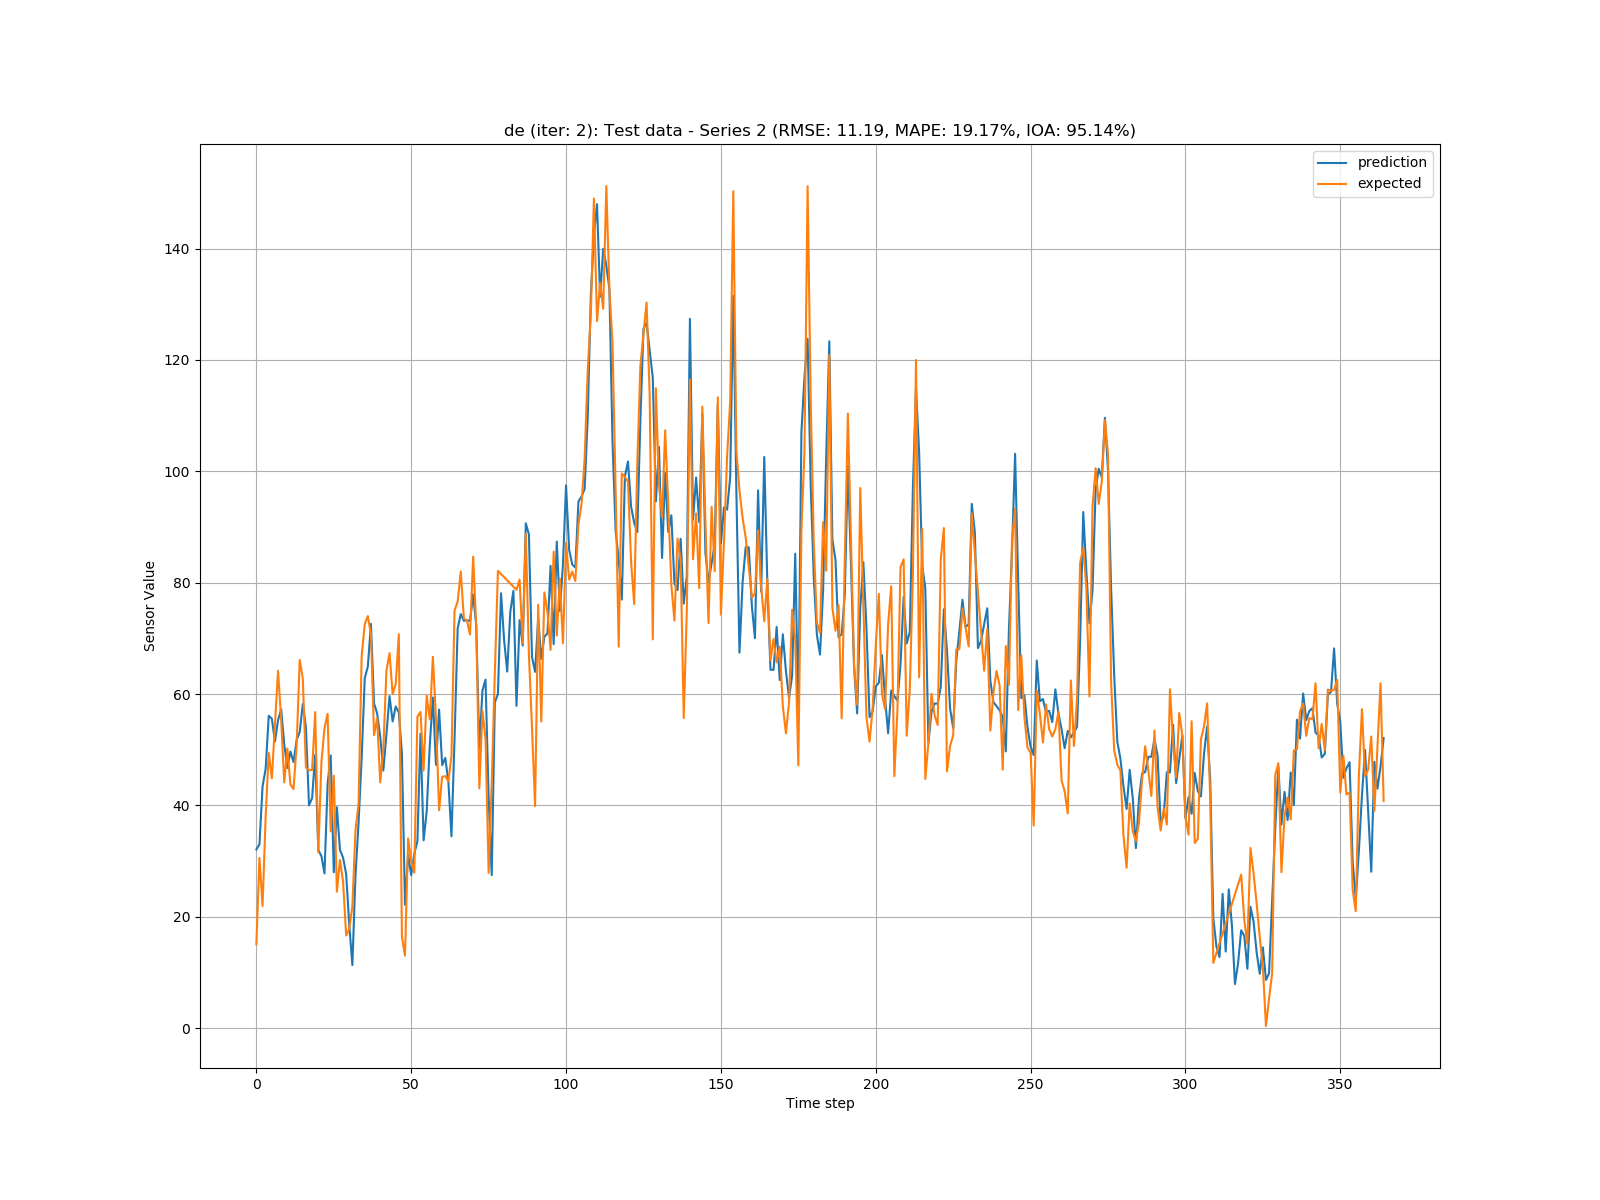 de (iter: 2): Test data - Series 2 (RMSE: 11.19, MAPE: 19.17%, IOA: 95.14%)
prediction
expected
140
120
100
80
60
40
20
0
Sensor Value
0 50 100 150 200 250 300 350
Time step